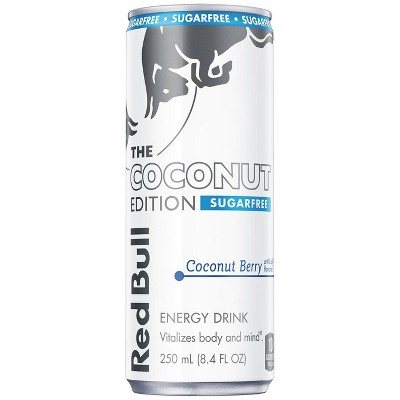 SUGARFREE • SUGARFREE • SUGARFREE
THE
COCONUT
EDITION SUGARFREE
Coconut Berry
Red Bull
ENERGY DRINK
Vitalizes body and mind®.
250 mL (8.4 FL OZ)
10